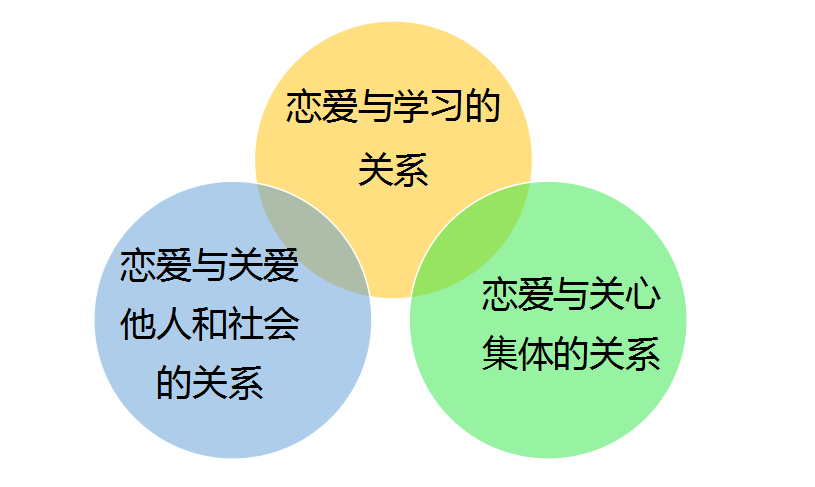 恋爱与学习的
关系
恋爱与关爱
他人和社会
的关系
恋爱与关心
集体的关系